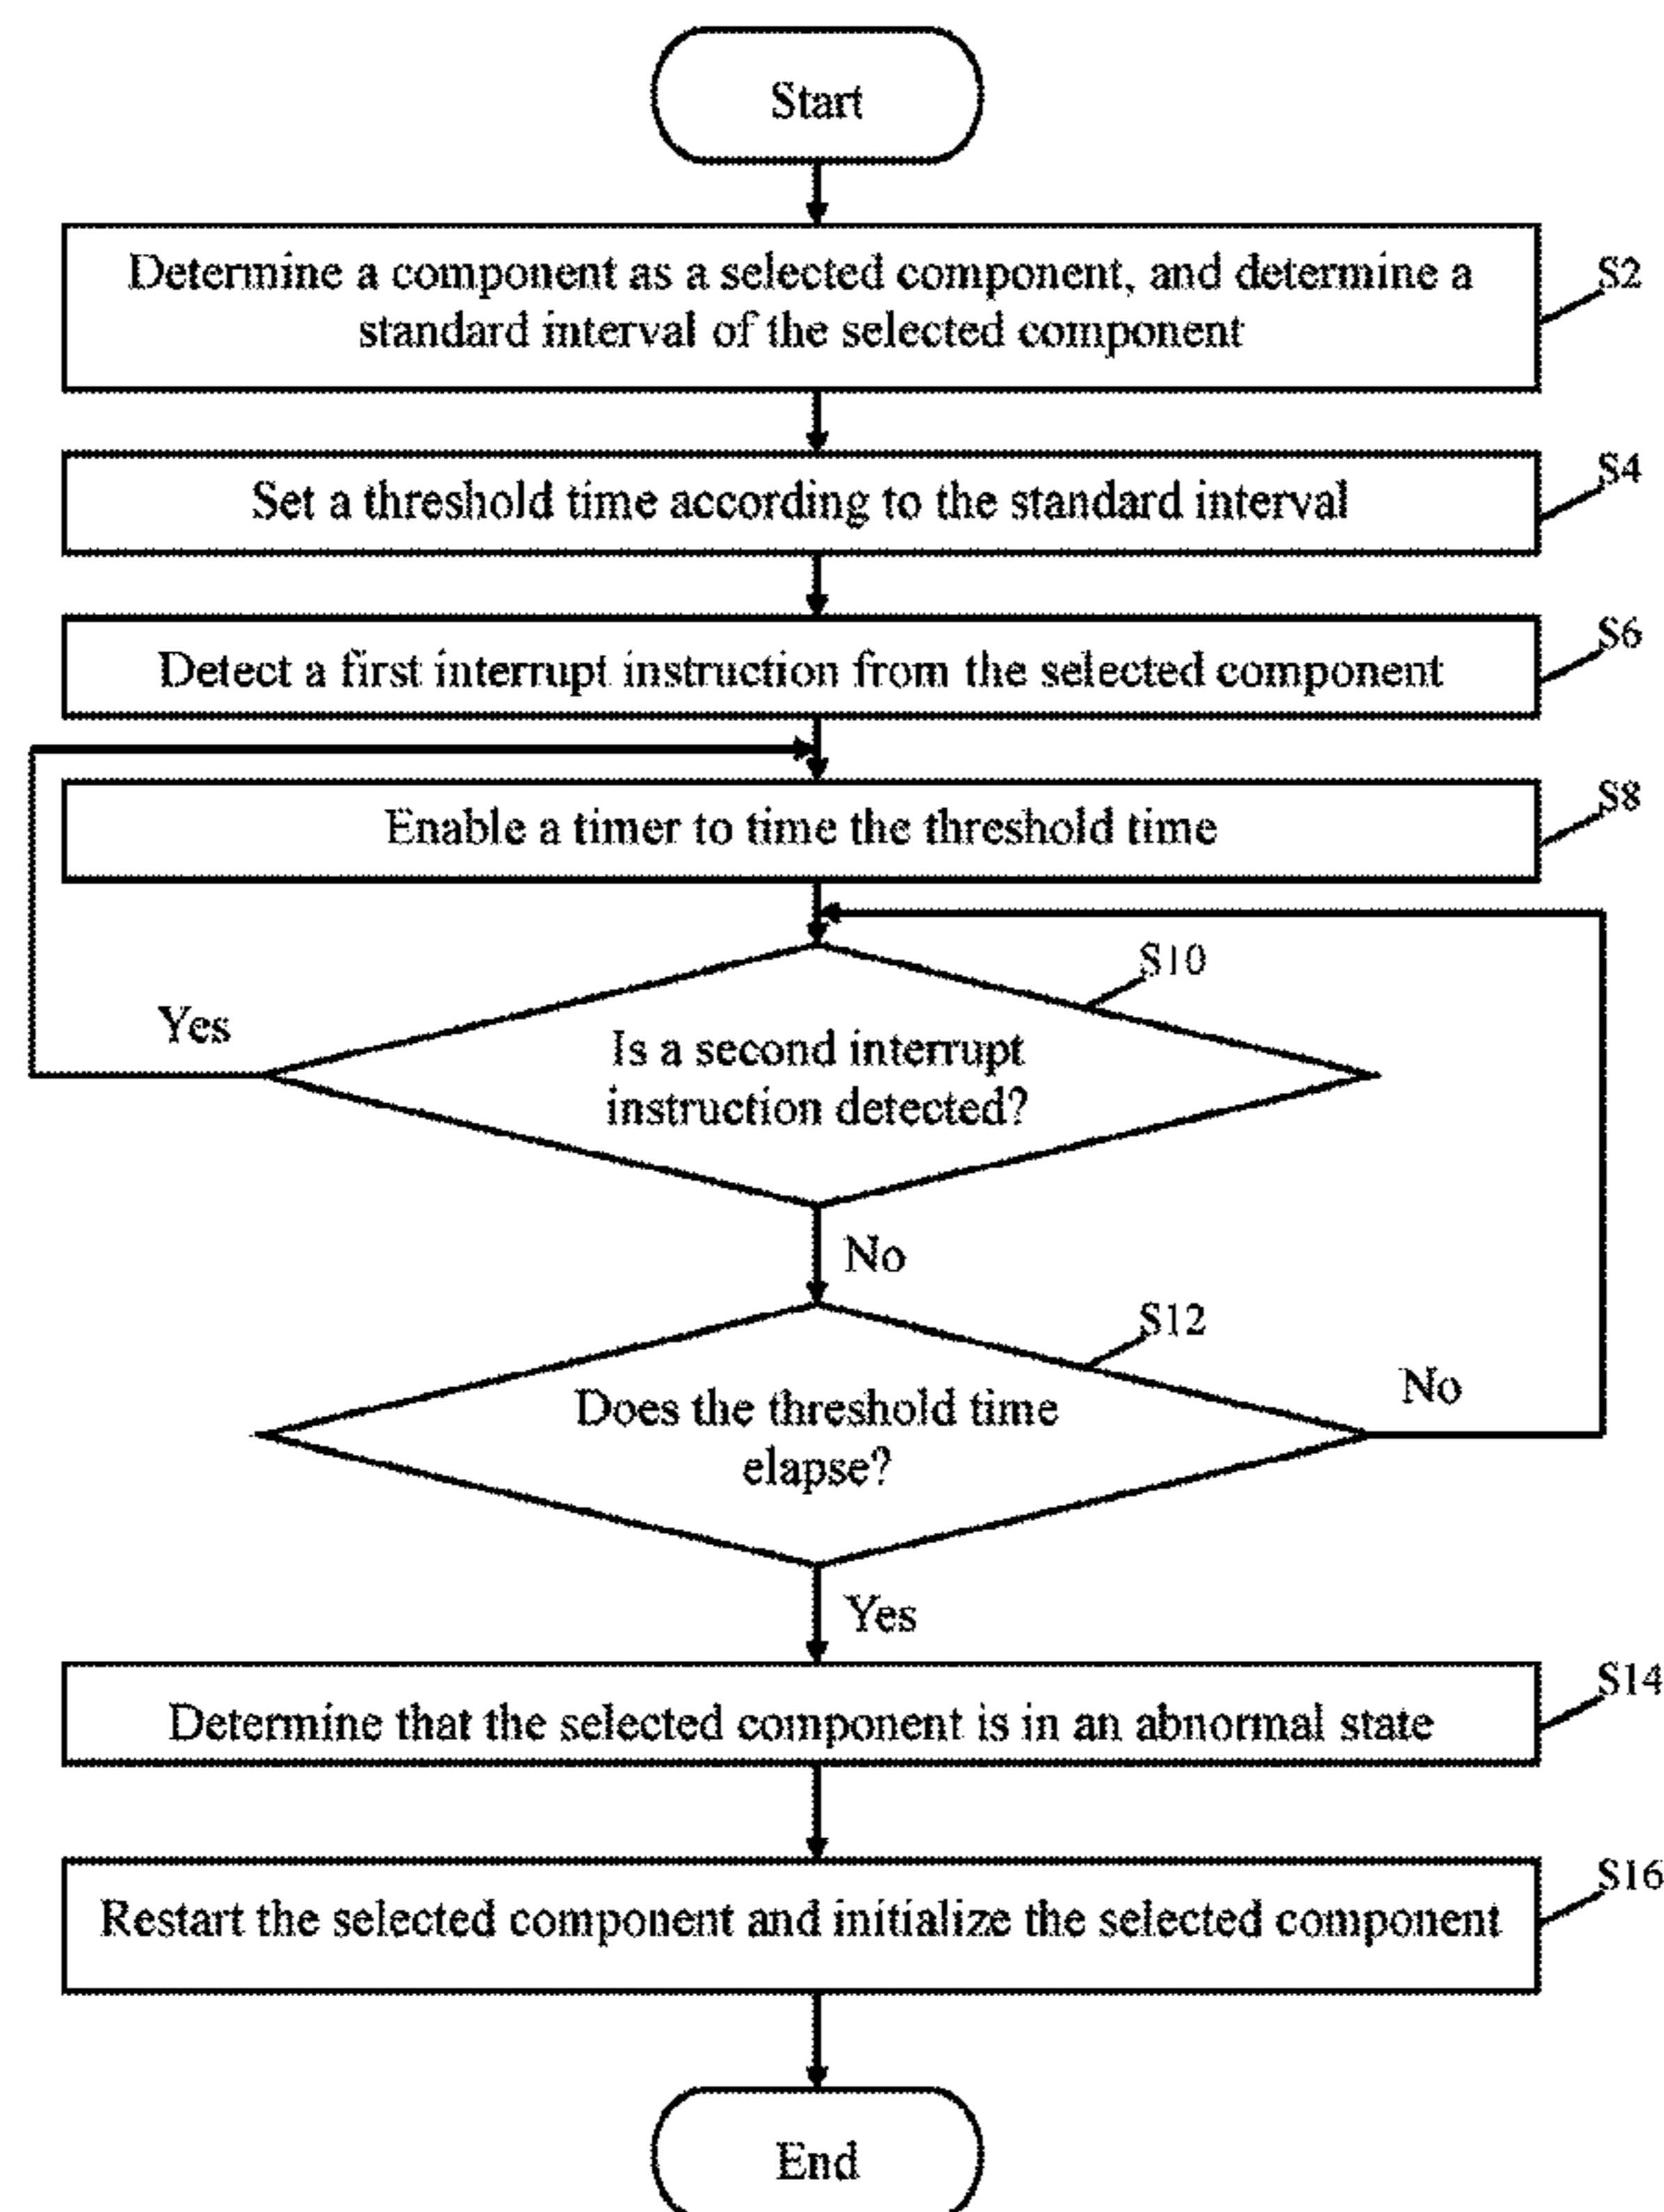 Start
Determine a component as a selected component, and determine a
standard interval of the selected component
S2
Set a threshold time according to the standard interval
S4
Detect a first interrupt instruction from the selected component
S6
Enable a timer to time the threshold time
S8
S10
Yes
Is a second interrupt
instruction detected?
No
S12
Does the threshold time
elapse?
No
Yes
Determine that the selected component is in an abnormal state
S14
Restart the selected component and initialize the selected component
S16
End